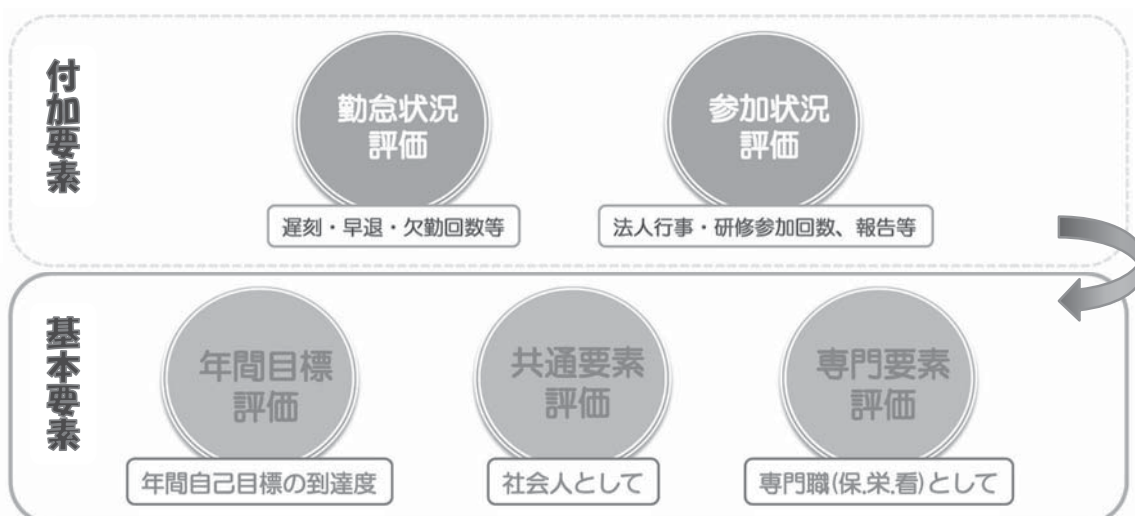 付加要素
勤怠状況
評価
参加状況
評価
遅刻・早退・欠勤回数等
法人行事・研修参加回数、報告等
基本要素
年間目標
評価
共通要素
評価
専門要素
評価
年間自己目標の到達度
社会人として
専門職(保.栄.看)として